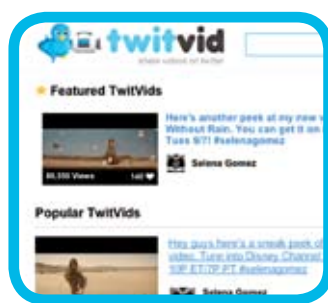 twitvid
share videos on twitter
Featured TwitVids
Here's another peek at my new v
Without Rain. You can get it on
Tues 9/7! #selenagomez
Selena Gomez
Views
Popular TwitVids
Hey guys here's a sneak peek of
video. Tune into Disney Channel
10P ET/7P PT #selenagomez
Selena Gomez